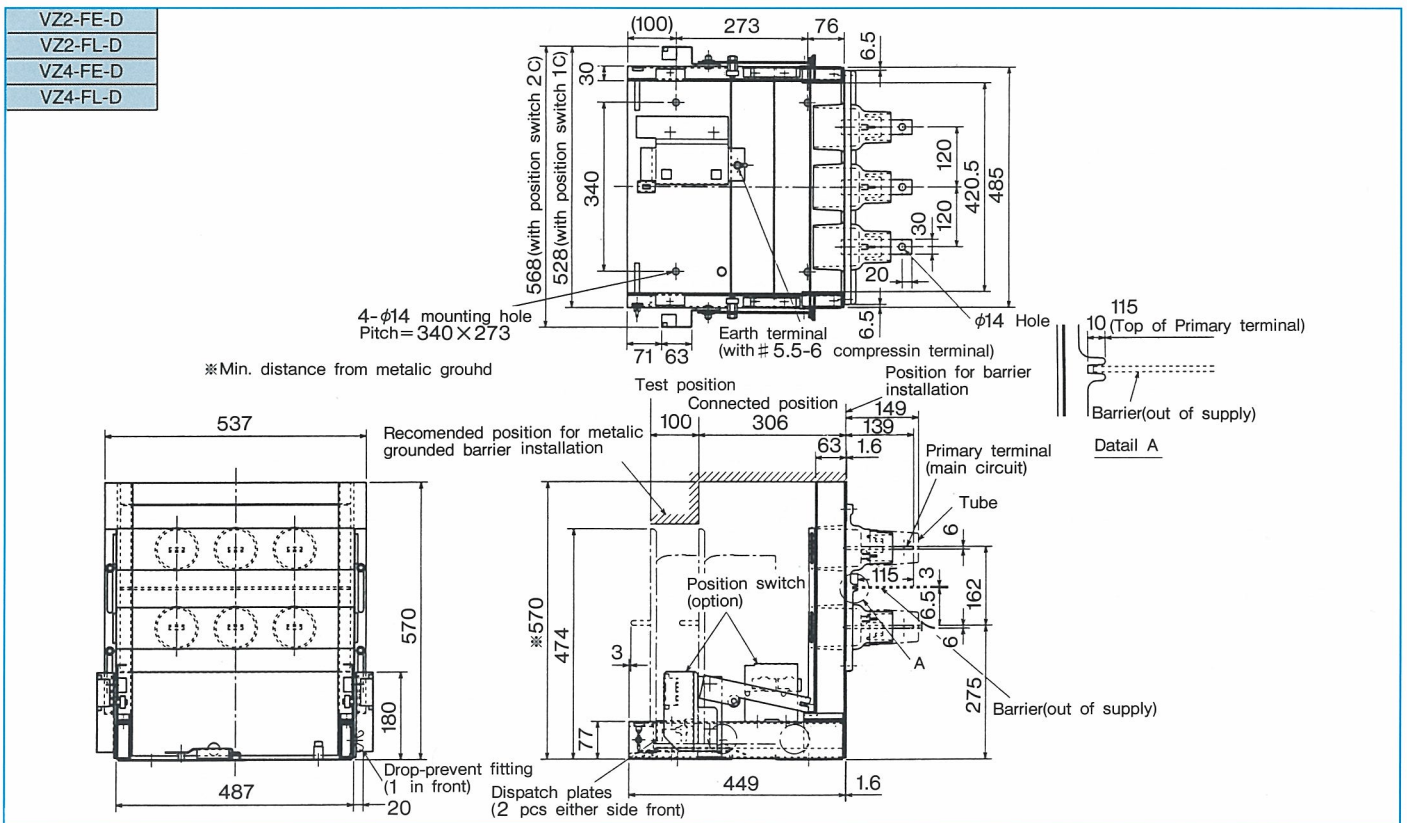 VZ2-FE-D
VZ2-FL-D
VZ4-FE-D
VZ4-FL-D
(100)
273
76
6.5
568(with position switch 2C)
528(with position switch 1C)
30
340
120
120
420.5
485
30
20
6.5
4-φ14 mounting hole
Pitch=340×273
71
63
Earth terminal
(with ♯5.5-6 compressin terminal)
φ14 Hole
※Min. distance from metalic grouhd
115
10
(Top of Primary terminal)
Barrier(out of supply)
Datail A
537
570
180
487
20
Drop-prevent fitting
(1 in front)
Test position
Connected position
Position for barrier
installation
Recomended position for metalic
grounded barrier installation
100
306
149
139
63
1.6
Primary terminal
(main circuit)
Tube
※570
474
3
77
Position switch
(option)
6
115
3
76.5
162
6
A
275
Barrier(out of supply)
Dispatch plates
(2 pcs either side front)
449
1.6